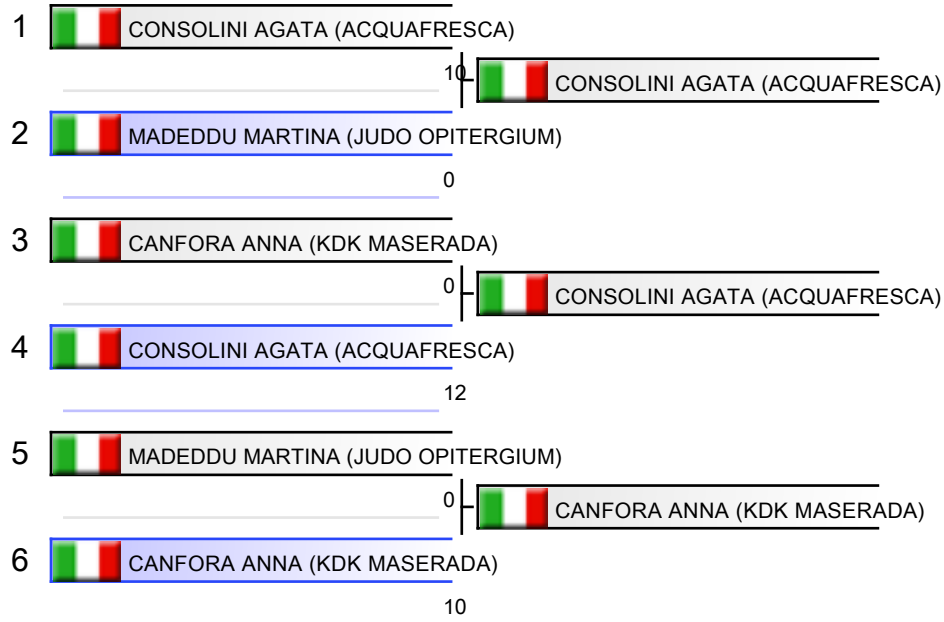 1 CONSOLINI AGATA (ACQUAFRESCA)
10 CONSOLINI AGATA (ACQUAFRESCA)
2 MADEDDU MARTINA (JUDO OPITERGIUM)
0
3 CANFORA ANNA (KDK MASERADA)
0 CONSOLINI AGATA (ACQUAFRESCA)
4 CONSOLINI AGATA (ACQUAFRESCA)
12
5 MADEDDU MARTINA (JUDO OPITERGIUM)
0 CANFORA ANNA (KDK MASERADA)
6 CANFORA ANNA (KDK MASERADA)
10